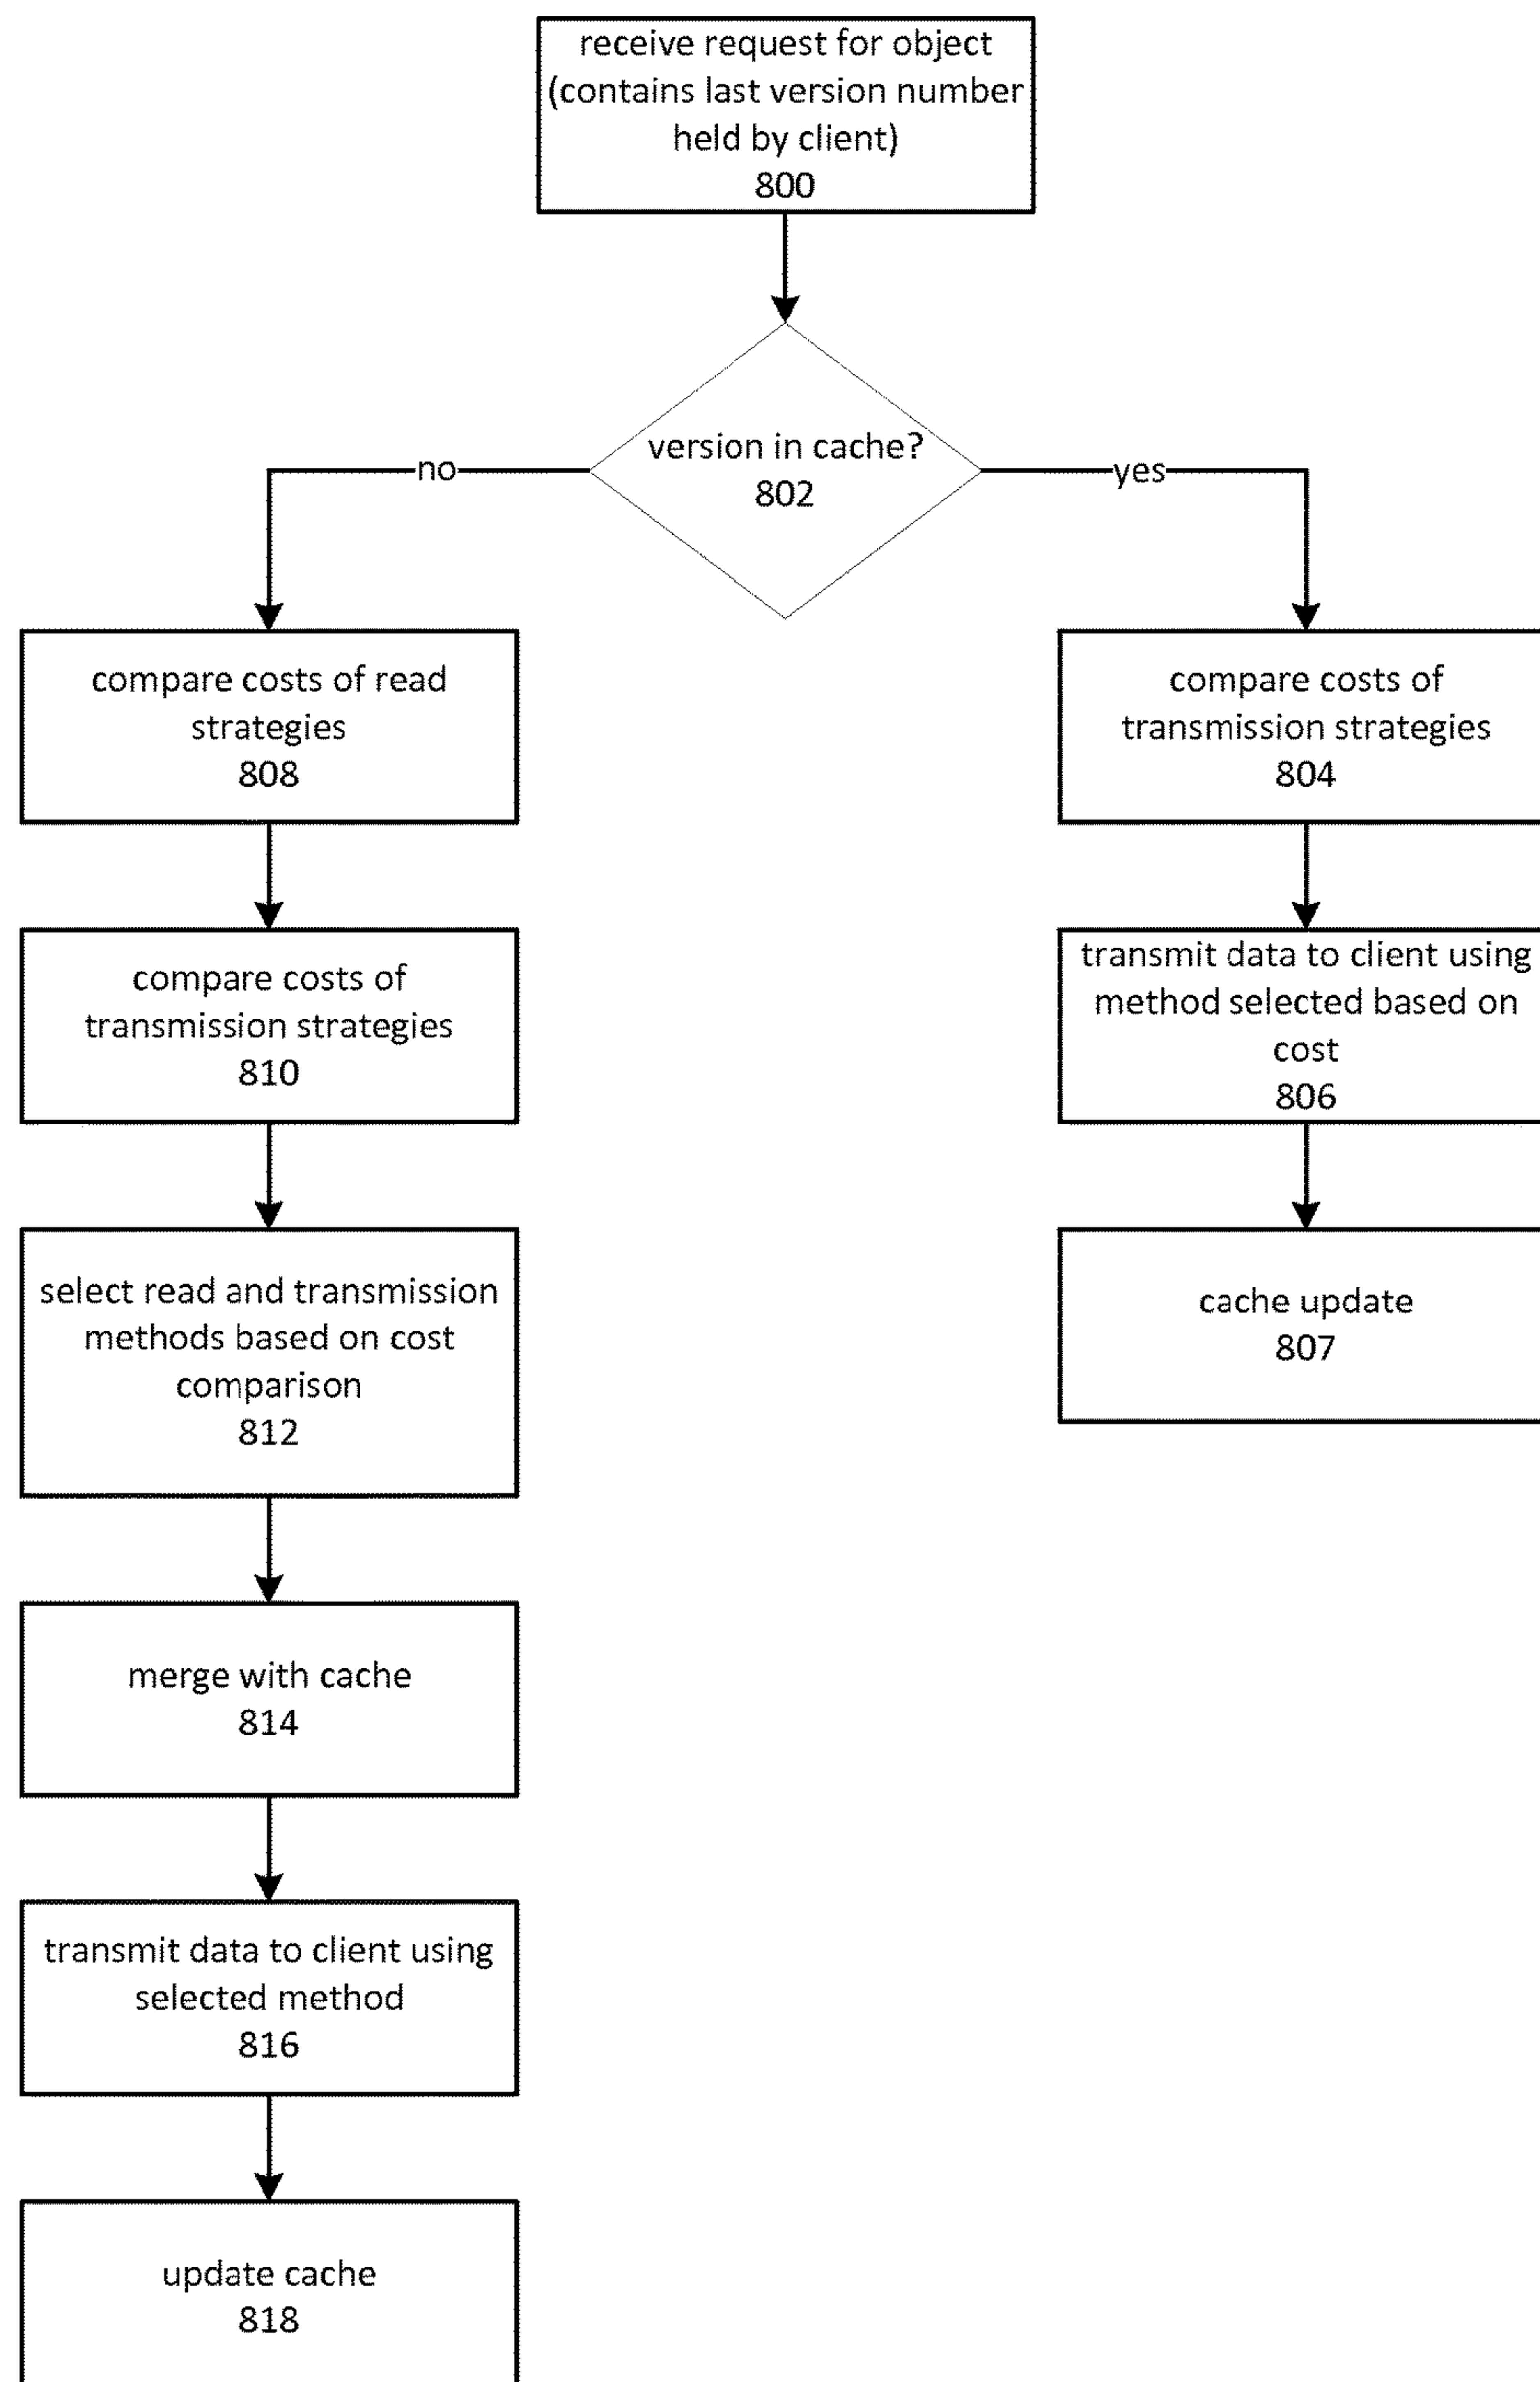 receive request for object
(contains last version number
held by client)
800
version in cache?
802
no
yes
compare costs of read
strategies
808
compare costs of
transmission strategies
804
compare costs of
transmission strategies
810
transmit data to client using
method selected based on
cost
806
select read and transmission
methods based on cost
comparison
812
cache update
807
merge with cache
814
transmit data to client using
selected method
816
update cache
818